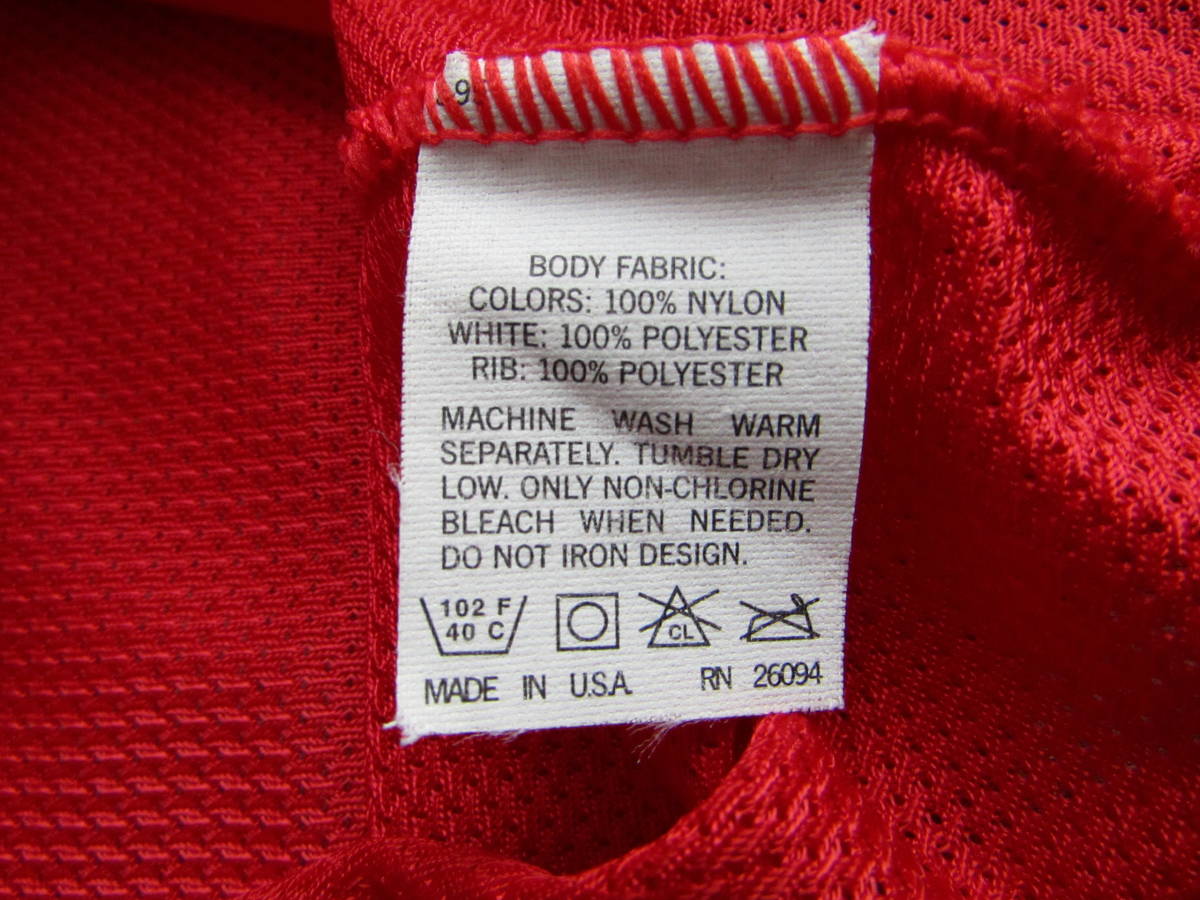 9
BODY FABRIC:
COLORS: 100% NYLON
WHITE: 100% POLYESTER
RIB: 100% POLYESTER
MACHINE WASH WARM
SEPARATELY. TUMBLE DRY
LOW. ONLY NON-CHLORINE
BLEACH WHEN NEEDED.
DO NOT IRON DESIGN.
102 F
40 C
CL
MADE IN U.S.A. RN 26094